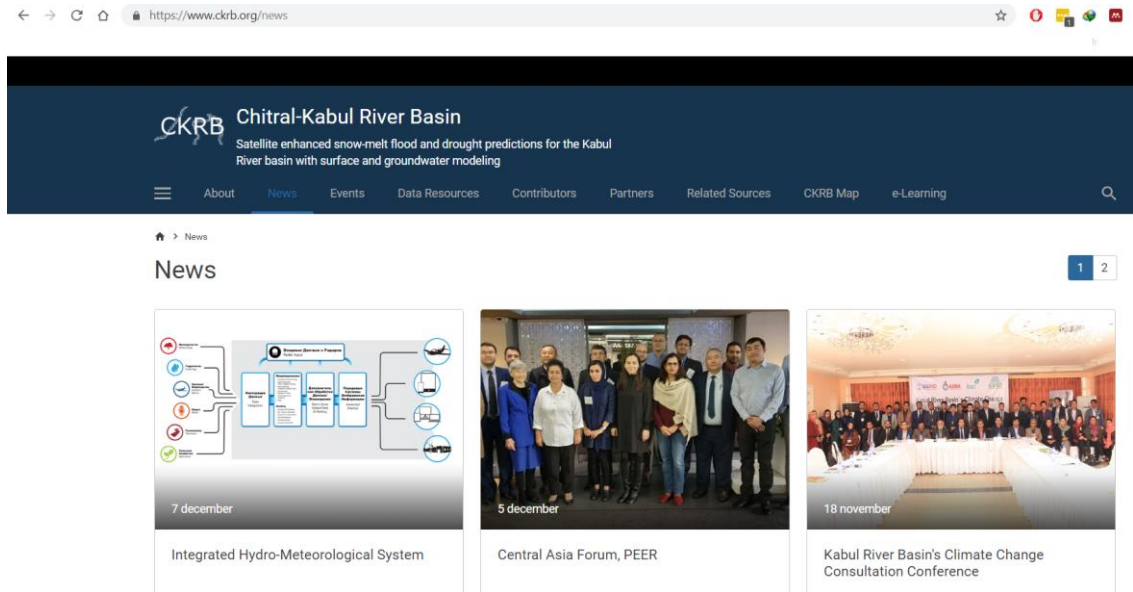 https://www.ckrb.org/news
1
CKRB
Chitral-Kabul River Basin
Satellite enhanced snow-melt flood and drought predictions for the Kabul
River basin with surface and groundwater modeling
About News Events Data Resources Contributors Partners Related Sources CKRB Map e-Learning
> News
News
1 2
7 december
5 december
18 november
Integrated Hydro-Meteorological System
Central Asia Forum, PEER
Kabul River Basin's Climate Change
Consultation Conference